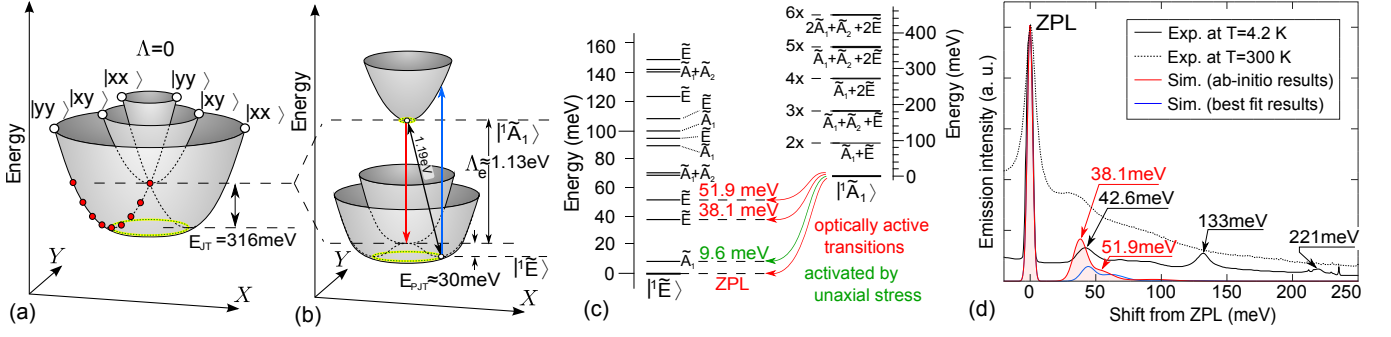 Energy
Λ=0
|xx⟩
|yy⟩
|yy⟩
|xy⟩
|xy⟩
|xx⟩
E_JT=316meV
Y
X
(a)
Energy
|¹Ã₁⟩
1.19eV
Λₑ≈1.13eV
|¹Ẽ⟩
E_PJT≈30meV
Y
X
(b)
Energy (meV)
160
140
120
100
80
60
40
20
0
Ẽ
Ã₁+Ã₂
Ẽ
Ẽ
Ã₁
Ẽ
Ã₁
Ã₁+Ã₂
Ẽ
Ẽ
Ã₁
|¹Ẽ⟩
51.9 meV
38.1 meV
9.6 meV
ZPL
6x
2Ã₁+Ã₂+2Ẽ
5x
Ã₁+Ã₂+2Ẽ
4x
Ã₁+2Ẽ
3x
Ã₁+Ã₂+Ẽ
2x
Ã₁+Ẽ
|¹Ã₁⟩
400
300
200
100
0
Energy (meV)
optically active
transitions
activated by
unaxial stress
(c)
Emission intensity (a. u.)
ZPL
Exp. at T=4.2 K
Exp. at T=300 K
Sim. (ab-initio results)
Sim. (best fit results)
38.1meV
42.6meV
133meV
51.9meV
221meV
0
50
100
150
200
250
Shift from ZPL (meV)
(d)